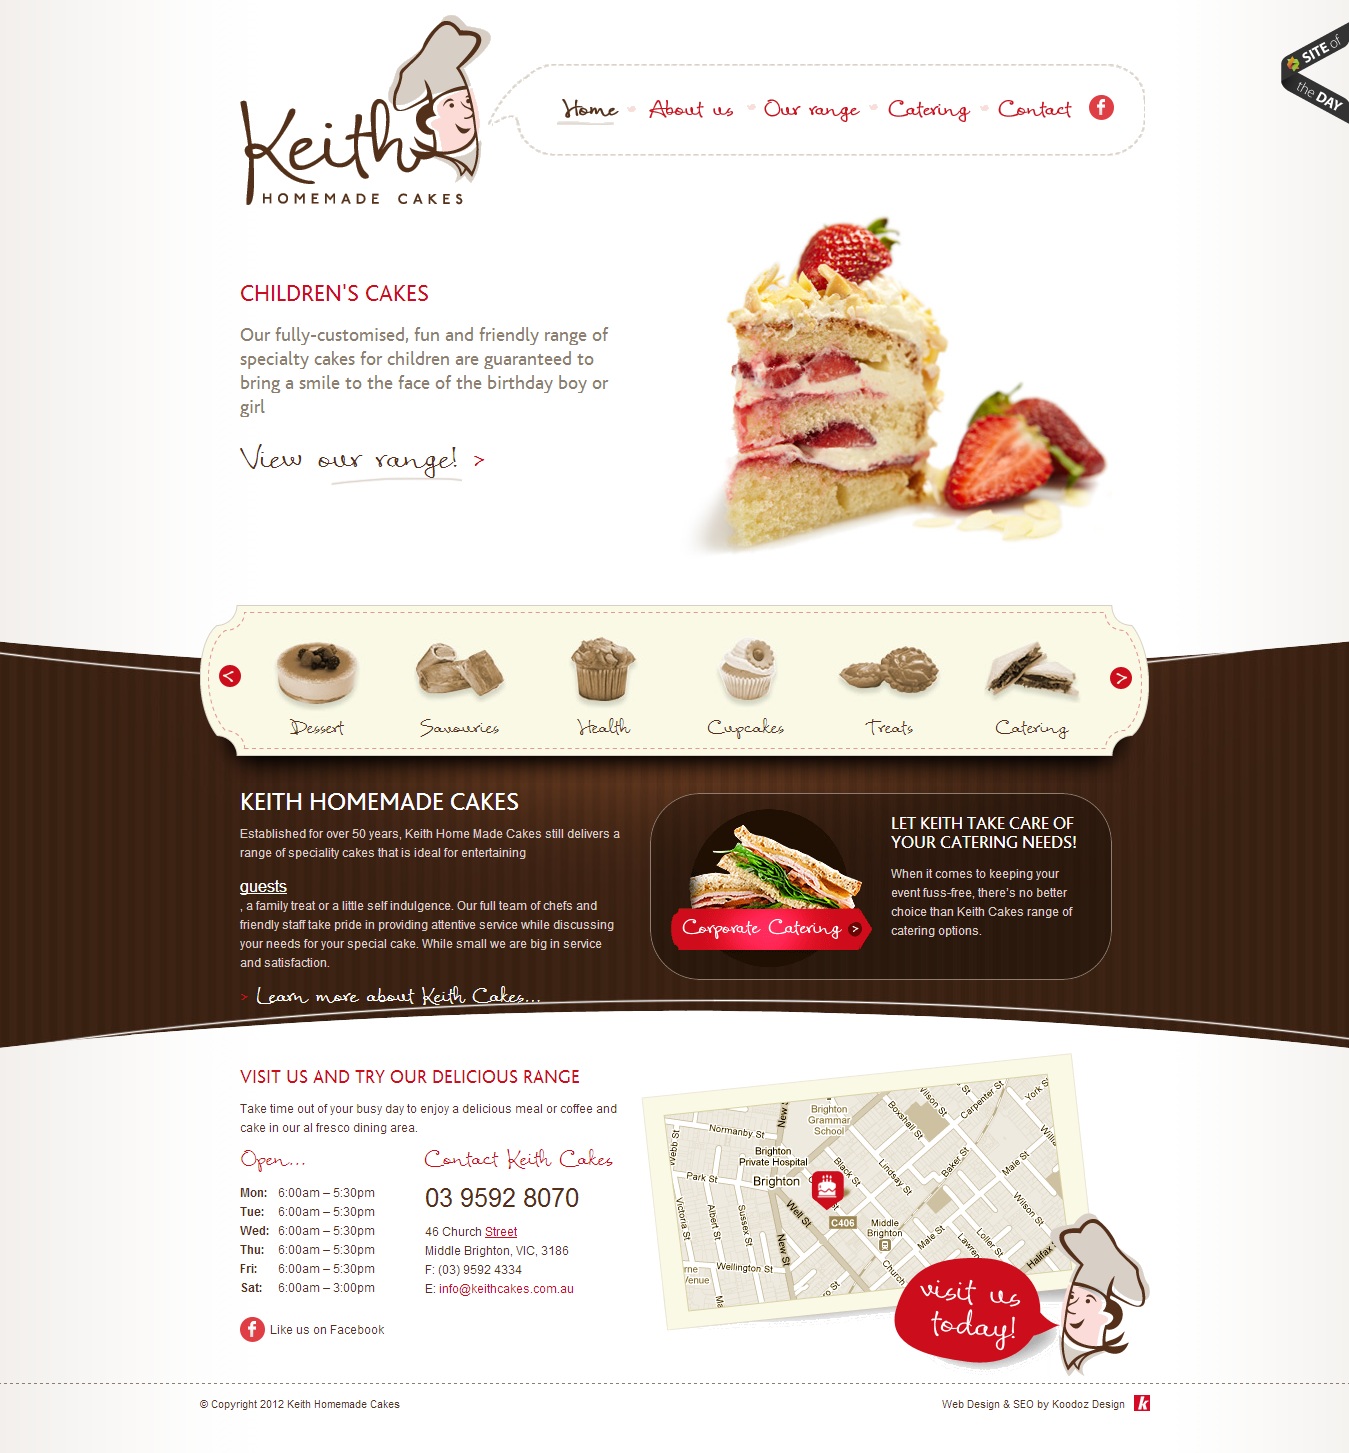 Keith
HOMEMADE CAKES
Home
About us
Our range
Catering
Contact
f
SITE of
the DAY
CHILDREN'S CAKES
Our fully-customised, fun and friendly range of
specialty cakes for children are guaranteed to
bring a smile to the face of the birthday boy or
girl
View our range! >
<
Dessert
Savouries
Health
Cupcakes
Treats
Catering
>
KEITH HOMEMADE CAKES
Established for over 50 years, Keith Home Made Cakes still delivers a
range of speciality cakes that is ideal for entertaining
guests
, a family treat or a little self indulgence. Our full team of chefs and
friendly staff take pride in providing attentive service while discussing
your needs for your special cake. While small we are big in service
and satisfaction.
> Learn more about Keith Cakes...
Corporate Catering >
LET KEITH TAKE CARE OF
YOUR CATERING NEEDS!
When it comes to keeping your
event fuss-free, there's no better
choice than Keith Cakes range of
catering options.
VISIT US AND TRY OUR DELICIOUS RANGE
Take time out of your busy day to enjoy a delicious meal or coffee and
cake in our al fresco dining area.
Open...
Mon: 6:00am – 5:30pm
Tue: 6:00am – 5:30pm
Wed: 6:00am – 5:30pm
Thu: 6:00am – 5:30pm
Fri: 6:00am – 5:30pm
Sat: 6:00am – 3:00pm
f Like us on Facebook
Contact Keith Cakes
03 9592 8070
46 Church Street
Middle Brighton, VIC, 3186
F: (03) 9592 4334
E: info@keithcakes.com.au
Webb St
Normanby St
New S
Brighton
Grammar
School
Boxshall St
Wilson St
Carpenter St
York St
Willi
Brighton
Private Hospital
Brighton
Park St
Black St
Lindsay St
Baker St
Male St
Victoria St
Albert St
Sussex St
Well St
C406
Middle
Brighton
Wilson St
Male St
Loller St
Lawren
Halifax
New St
Wellington St
rne
Venue
Ma
Church
visit us
today!
© Copyright 2012 Keith Homemade Cakes
Web Design & SEO by Koodoz Design
k